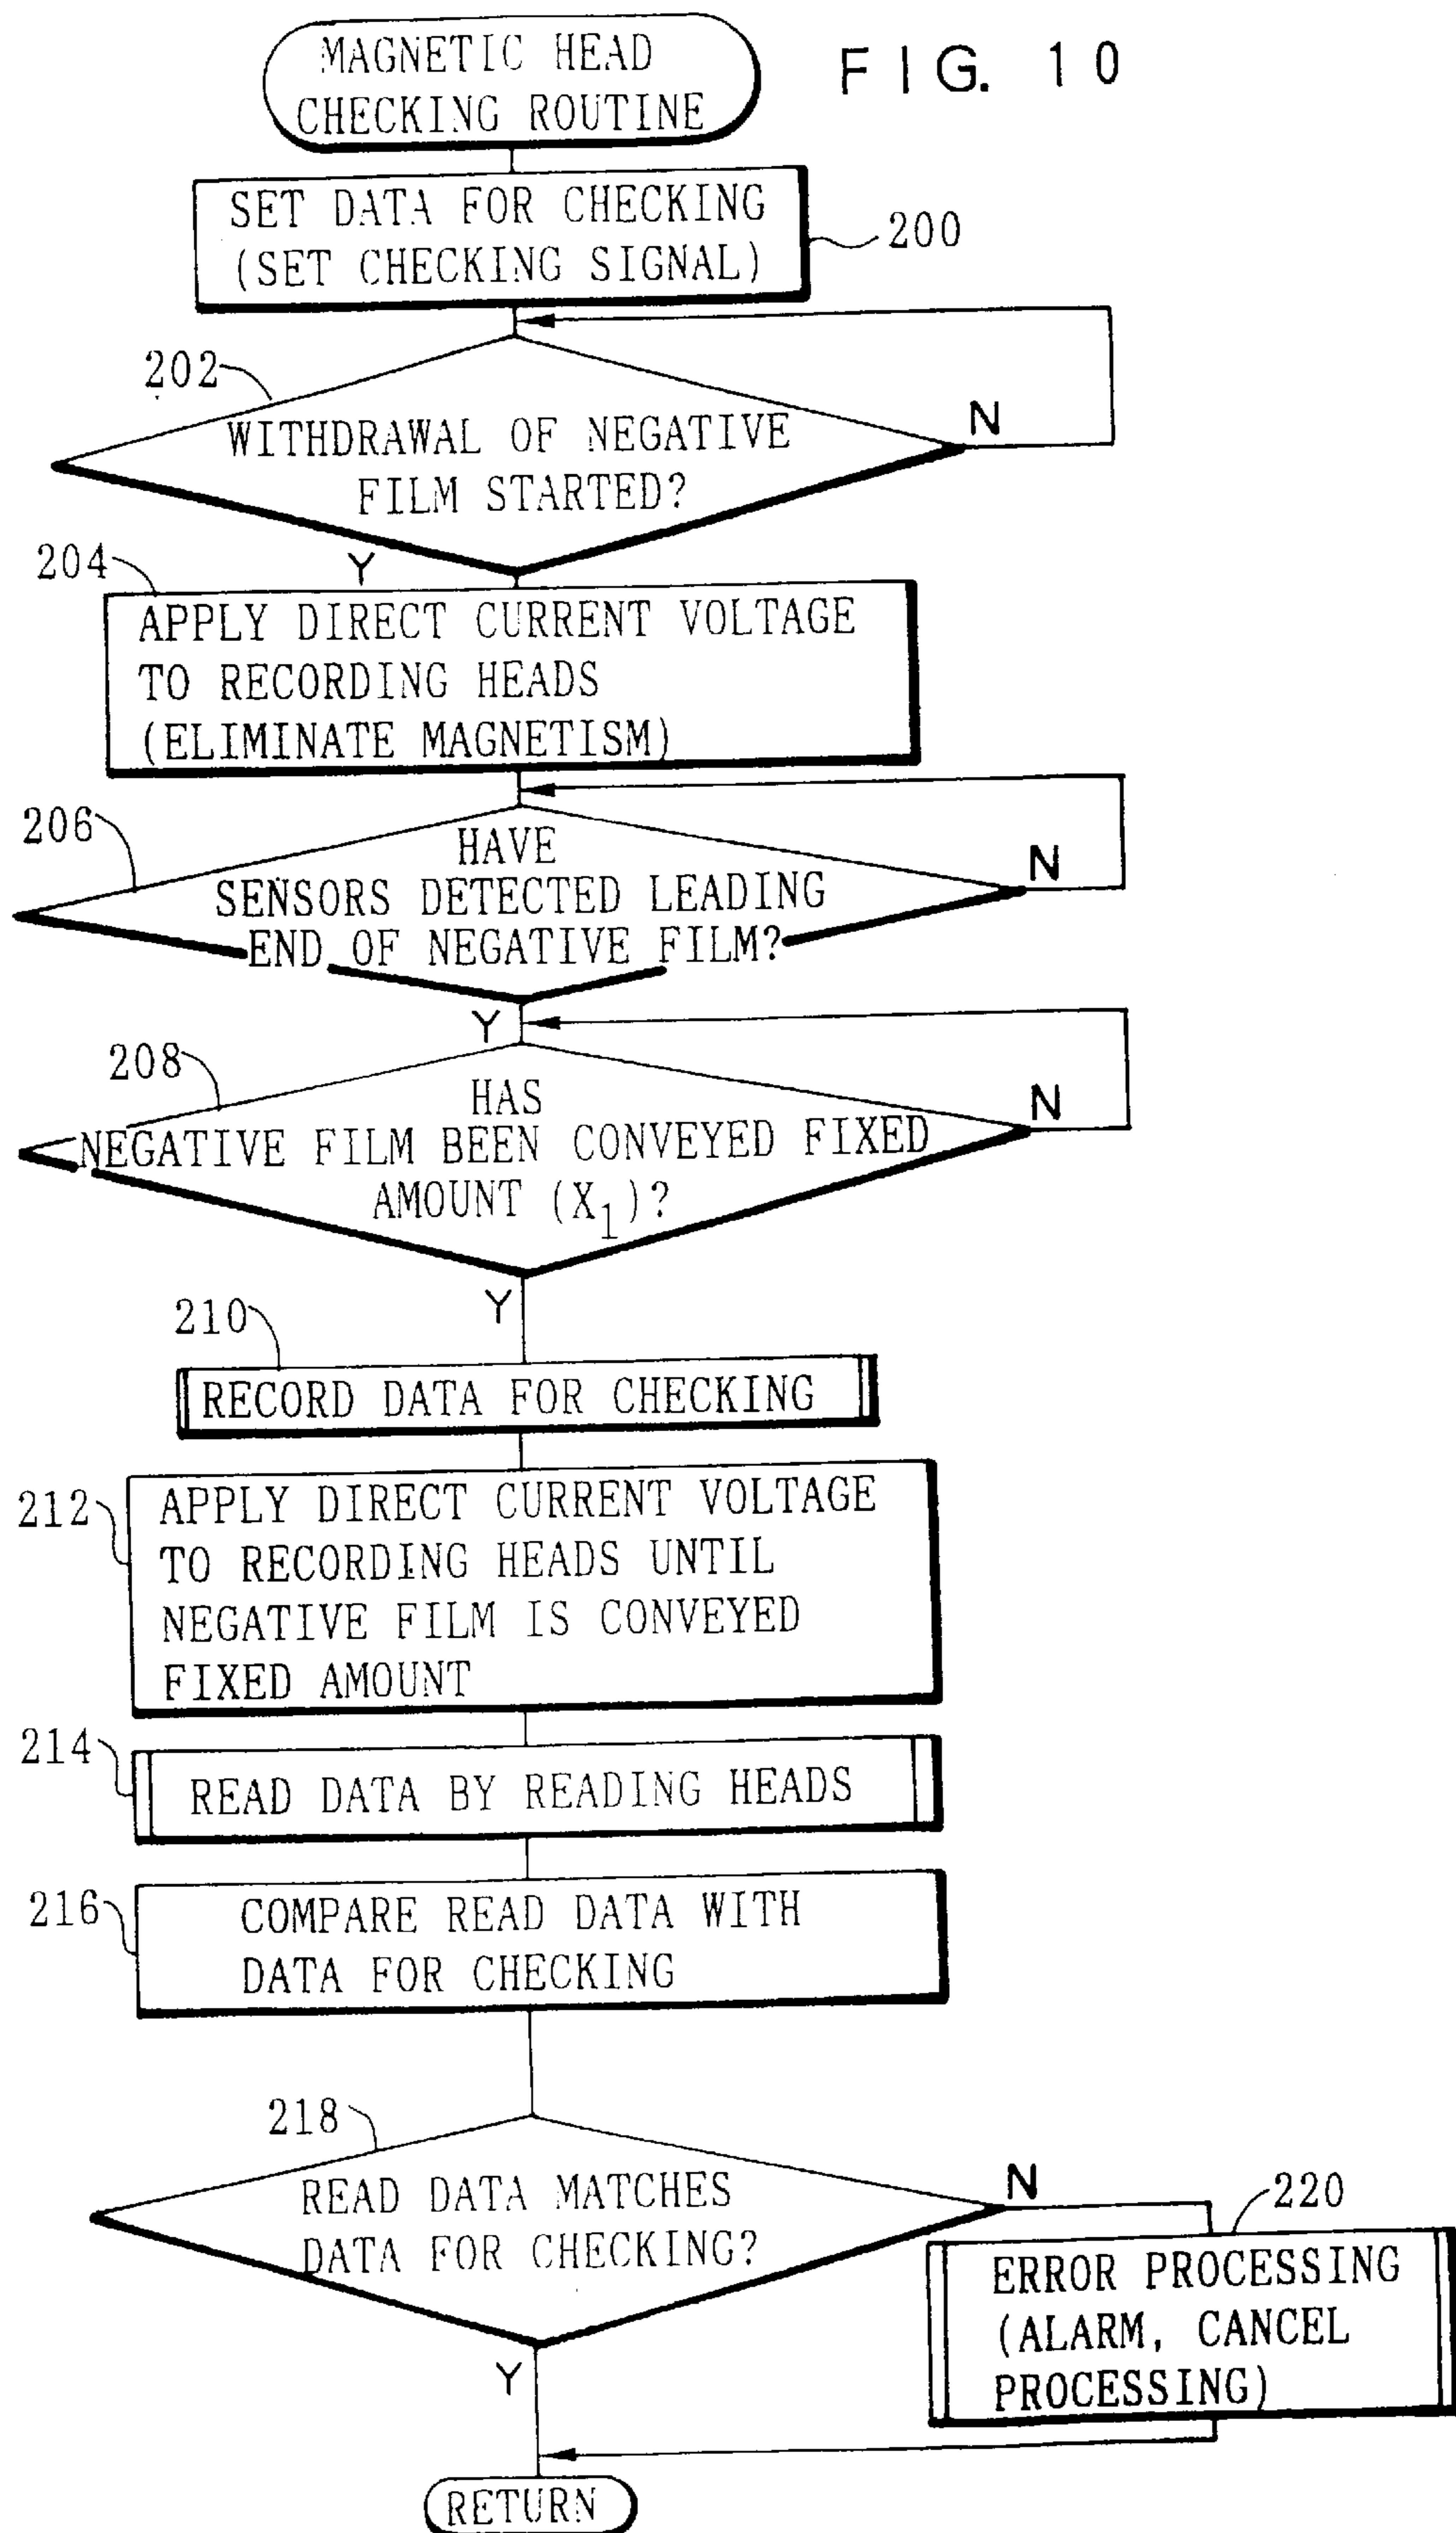 MAGNETIC HEAD
CHECKING ROUTINE
FIG. 10
SET DATA FOR CHECKING
(SET CHECKING SIGNAL)
200
202
WITHDRAWAL OF NEGATIVE
FILM STARTED?
N
Y
204
APPLY DIRECT CURRENT VOLTAGE
TO RECORDING HEADS
(ELIMINATE MAGNETISM)
206
HAVE
SENSORS DETECTED LEADING
END OF NEGATIVE FILM?
N
Y
208
HAS
NEGATIVE FILM BEEN CONVEYED FIXED
AMOUNT (X1)?
N
Y
210
RECORD DATA FOR CHECKING
212
APPLY DIRECT CURRENT VOLTAGE
TO RECORDING HEADS UNTIL
NEGATIVE FILM IS CONVEYED
FIXED AMOUNT
214
READ DATA BY READING HEADS
216
COMPARE READ DATA WITH
DATA FOR CHECKING
218
READ DATA MATCHES
DATA FOR CHECKING?
N
Y
220
ERROR PROCESSING
(ALARM, CANCEL
PROCESSING)
RETURN